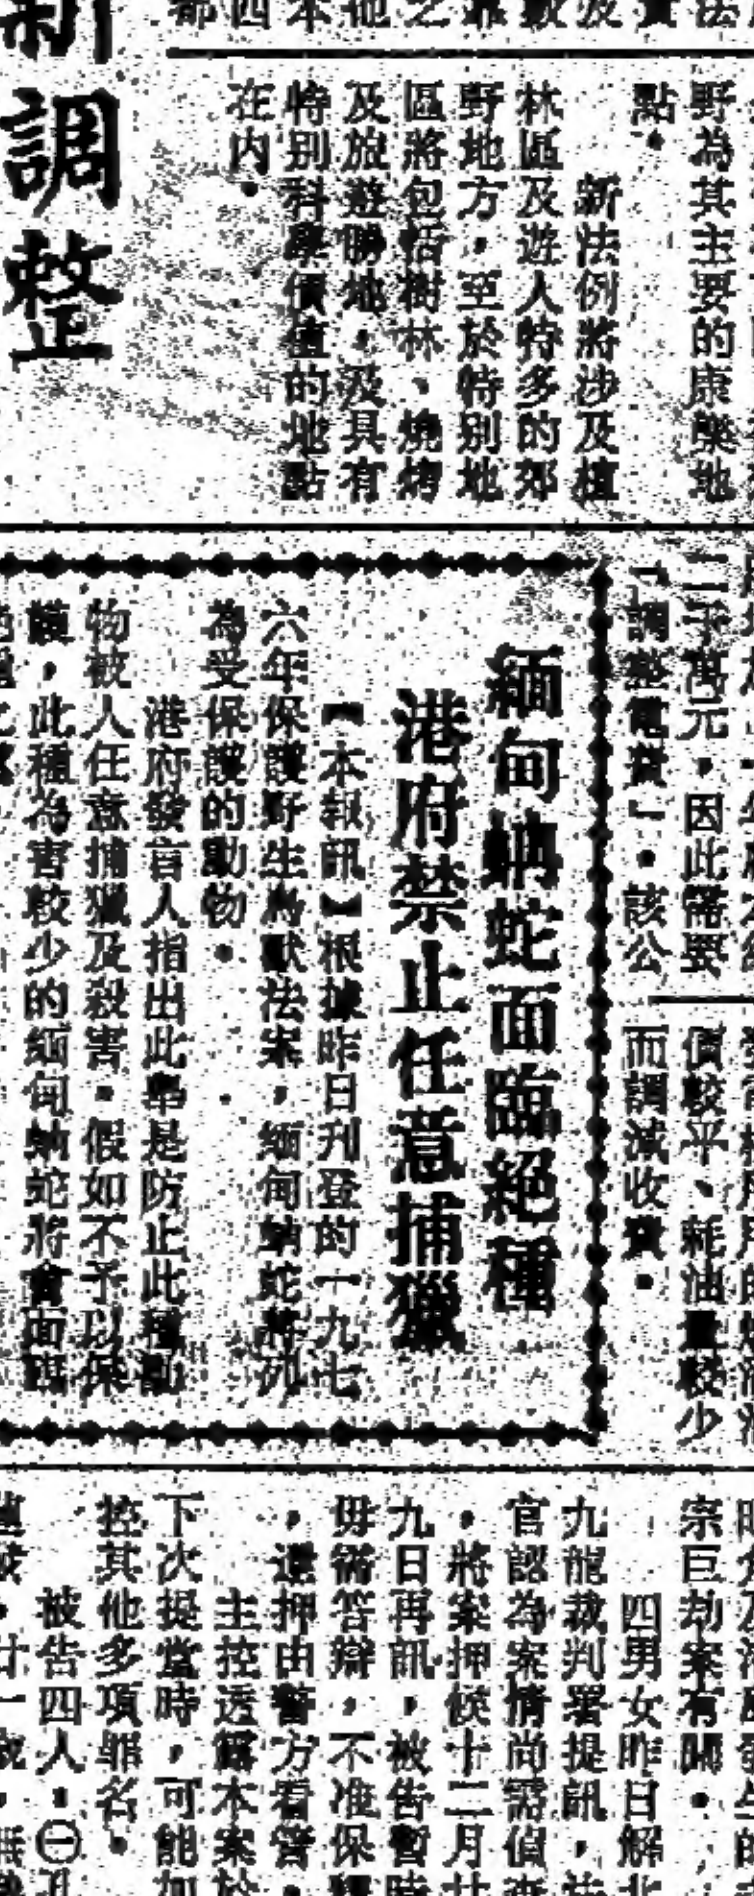 野為其主要的康樂地
點。
新法例將涉及植
林區及遊人特多的郊
野地方，至於特別地
區將包括樹林、燒烤
及旅遊勝地，及具有
特別科學價值的地點
在內。
新調整
二千萬元，因此需要
「調整電費」。該公
價較平、耗油量較少
而調減收費。
緬甸蚺蛇面臨絕種
港府禁止任意捕獵
【本報訊】根據昨日刊登的一九七
六年保護野生鳥獸法案，緬甸蚺蛇將列
為受保護的動物。
港府發言人指出此舉是防止此種動
物被人任意捕獵及殺害。假如不予以保
護，此種為害較少的緬甸蚺蛇將會面臨
宗巨劫案有關。
四男女昨日解北
九龍裁判署提訊，法
官認為案情尚需偵查
，將案押候十二月廿
九日再訊，被告暫時
毋需答辯，不准保釋
，還押由警方看管。
主控透露本案於
下次提堂時，可能加
控其他多項罪名。
被告四人。㊀孔